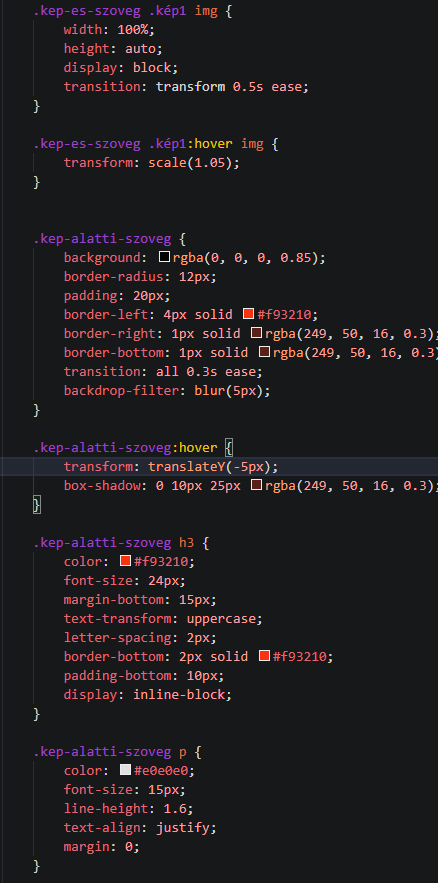 .kep-es-szoveg .kép1 img {
    width: 100%;
    height: auto;
    display: block;
    transition: transform 0.5s ease;
}

.kep-es-szoveg .kép1:hover img {
    transform: scale(1.05);
}

.kep-alatti-szoveg {
    background: rgba(0, 0, 0, 0.85);
    border-radius: 12px;
    padding: 20px;
    border-left: 4px solid #f93210;
    border-right: 1px solid rgba(249, 50, 16, 0.3);
    border-bottom: 1px solid rgba(249, 50, 16, 0.3)
    transition: all 0.3s ease;
    backdrop-filter: blur(5px);
}

.kep-alatti-szoveg:hover {
    transform: translateY(-5px);
    box-shadow: 0 10px 25px rgba(249, 50, 16, 0.3);
}

.kep-alatti-szoveg h3 {
    color: #f93210;
    font-size: 24px;
    margin-bottom: 15px;
    text-transform: uppercase;
    letter-spacing: 2px;
    border-bottom: 2px solid #f93210;
    padding-bottom: 10px;
    display: inline-block;
}

.kep-alatti-szoveg p {
    color: #e0e0e0;
    font-size: 15px;
    line-height: 1.6;
    text-align: justify;
    margin: 0;
}